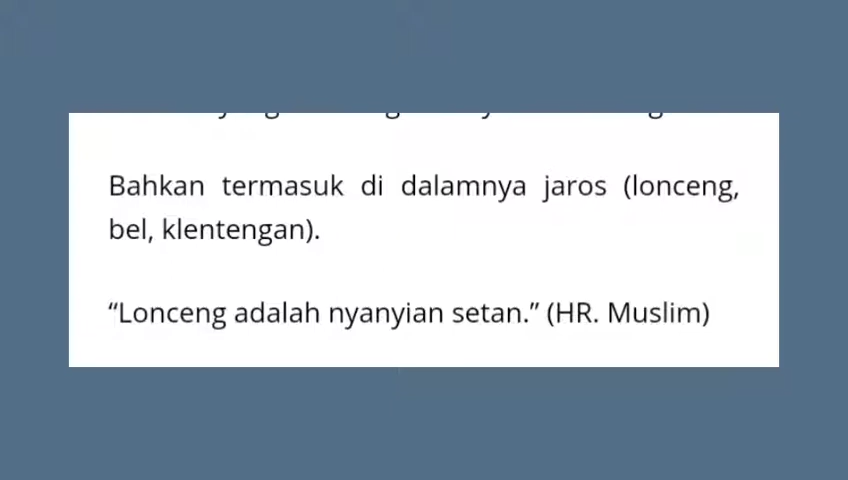 Bahkan termasuk di dalamnya jaros (lonceng,
bel, klentengan).
“Lonceng adalah nyanyian setan.” (HR. Muslim)